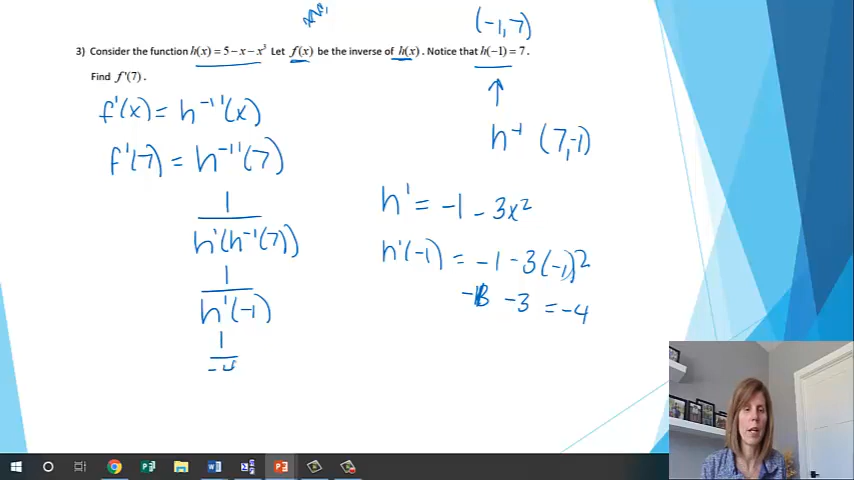 (-1, 7)
3) Consider the function h(x) = 5 – x – x³ Let f(x) be the inverse of h(x). Notice that h(–1) = 7.
Find f'(7).
f'(x) = h⁻¹'(x)
f'(7) = h⁻¹'(7)
1
h'(h⁻¹(7))
1
h'(-1)
1
-4
h⁻¹ (7,-1)
h' = -1 - 3x²
h'(-1) = -1 - 3(-1)²
-3 = -4